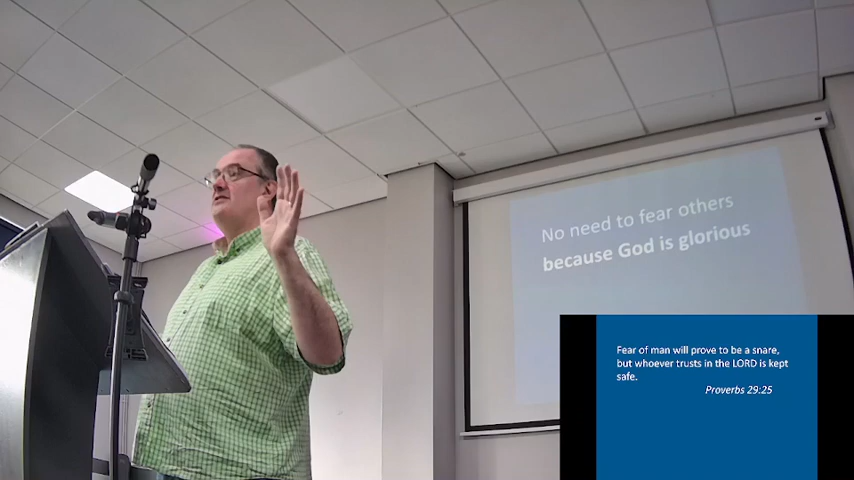 No need to fear others
because God is glorious
Fear of man will prove to be a snare,
but whoever trusts in the LORD is kept
safe.
Proverbs 29:25